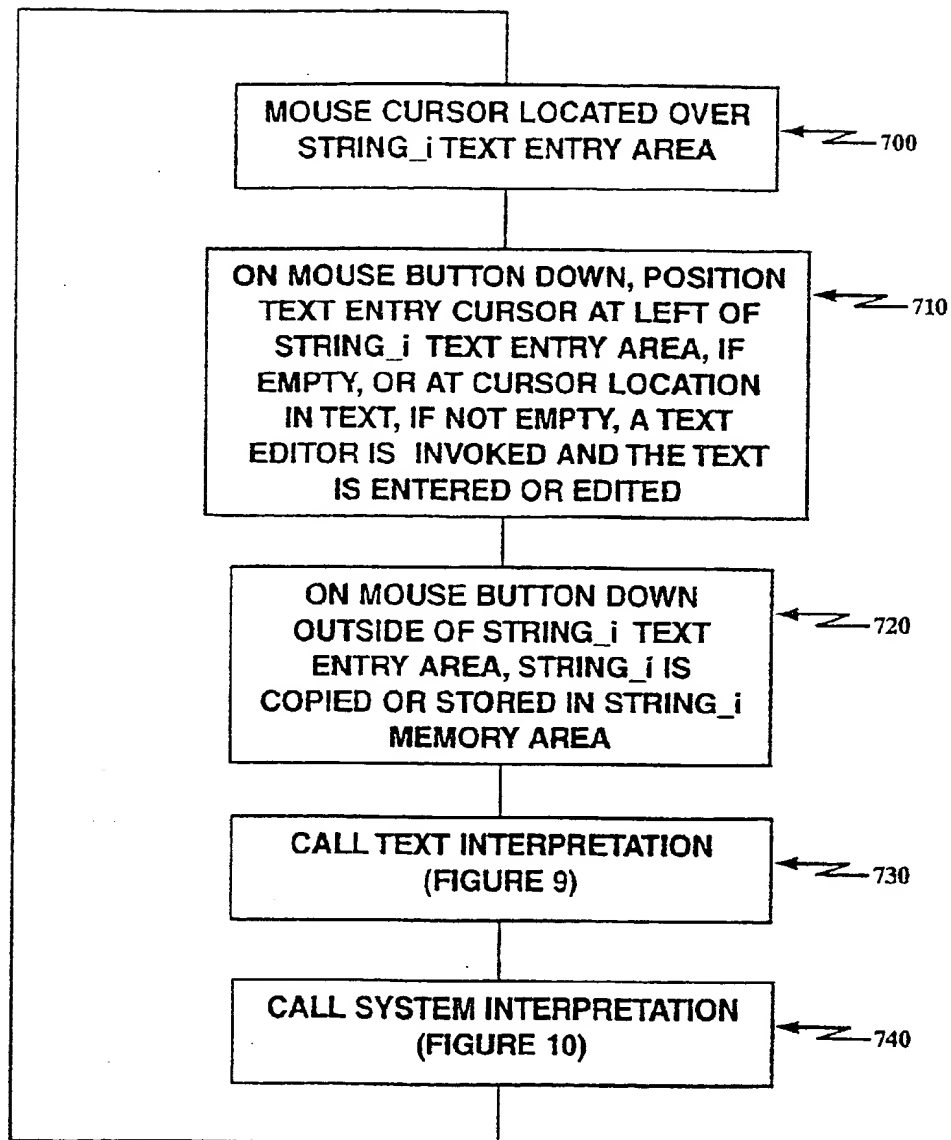 MOUSE CURSOR LOCATED OVER
STRING_i TEXT ENTRY AREA
700
ON MOUSE BUTTON DOWN, POSITION
TEXT ENTRY CURSOR AT LEFT OF
STRING_i TEXT ENTRY AREA, IF
EMPTY, OR AT CURSOR LOCATION
IN TEXT, IF NOT EMPTY, A TEXT
EDITOR IS INVOKED AND THE TEXT
IS ENTERED OR EDITED
710
ON MOUSE BUTTON DOWN
OUTSIDE OF STRING_i TEXT
ENTRY AREA, STRING_i IS
COPIED OR STORED IN STRING_i
MEMORY AREA
720
CALL TEXT INTERPRETATION
(FIGURE 9)
730
CALL SYSTEM INTERPRETATION
(FIGURE 10)
740